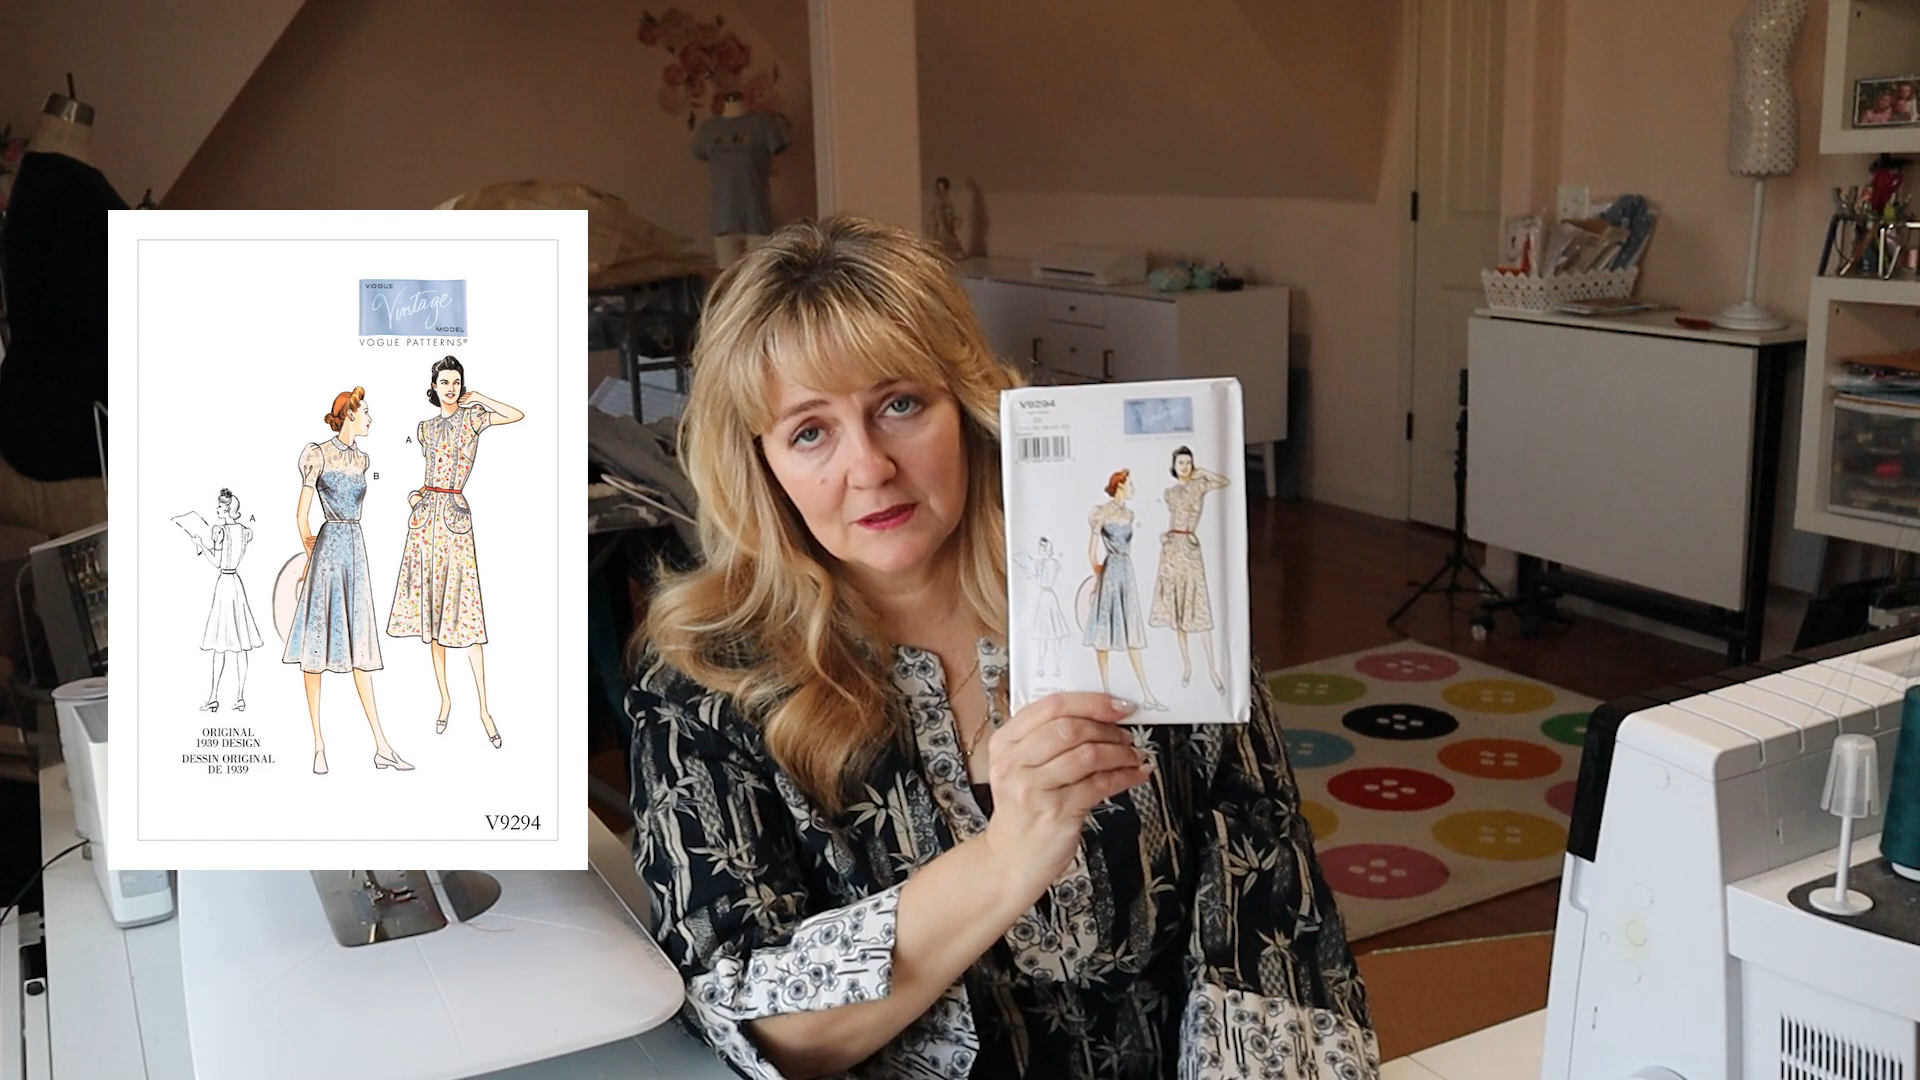 VOGUE
Vintage
MODEL
VOGUE PATTERNS®
A
B
A
ORIGINAL
1939 DESIGN
DESSIN ORIGINAL
DE 1939
V9294
V9294